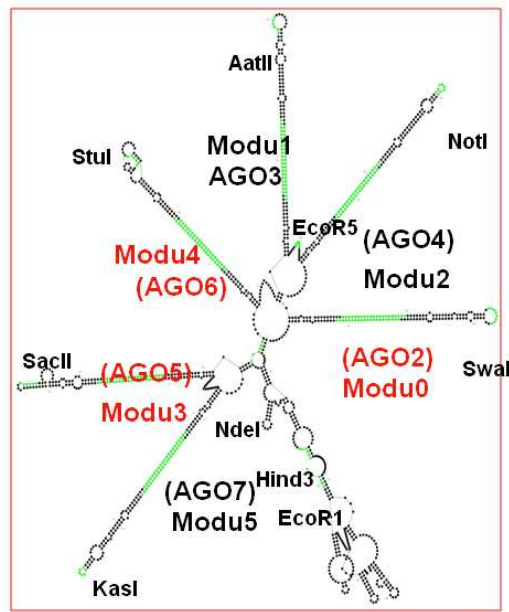 AatII
NotI
StuI
Modu1
AGO3
EcoR5
(AGO4)
Modu2
Modu4
(AGO6)
SacII
(AGO5)
Modu3
(AGO2)
Modu0
SwaI
NdeI
Hind3
(AGO7)
Modu5
EcoR1
KasI